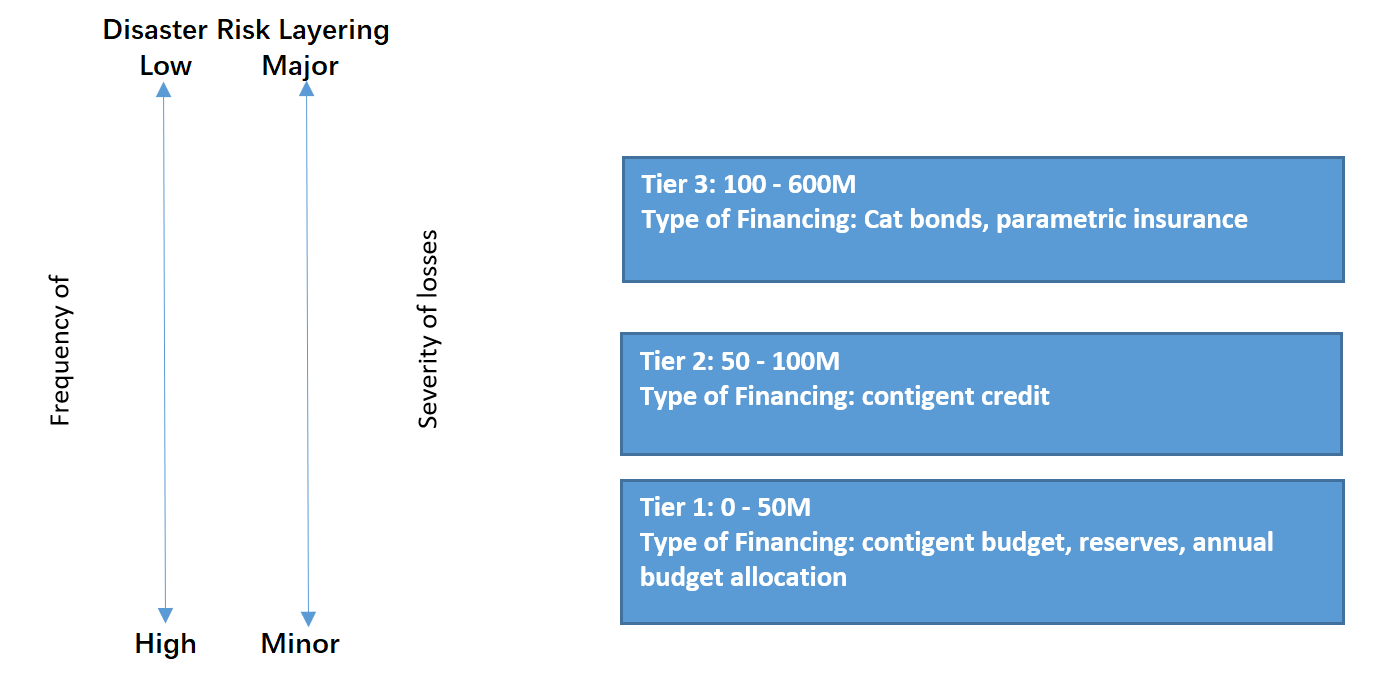 Disaster Risk Layering
Low Major
Frequency of
Severity of losses
High Minor
Tier 3: 100 - 600M
Type of Financing: Cat bonds, parametric insurance
Tier 2: 50 - 100M
Type of Financing: contigent credit
Tier 1: 0 - 50M
Type of Financing: contigent budget, reserves, annual
budget allocation